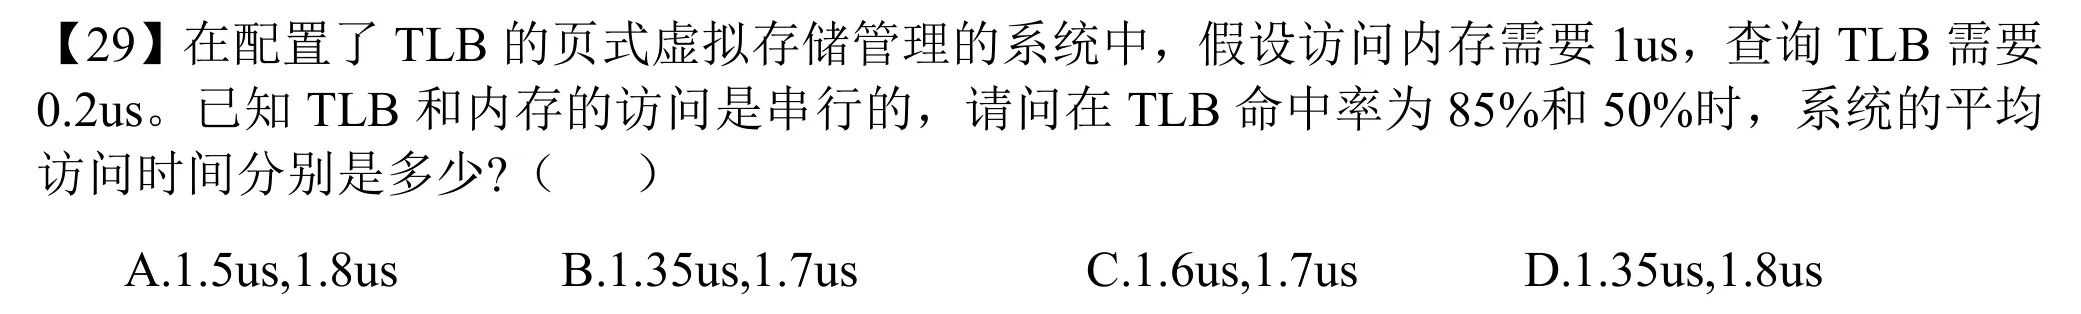 【29】在配置了 TLB 的页式虚拟存储管理的系统中，假设访问内存需要 1us，查询 TLB 需要
0.2us。已知 TLB 和内存的访问是串行的，请问在 TLB 命中率为 85%和 50%时，系统的平均
访问时间分别是多少?（      ）
A.1.5us,1.8us B.1.35us,1.7us C.1.6us,1.7us D.1.35us,1.8us